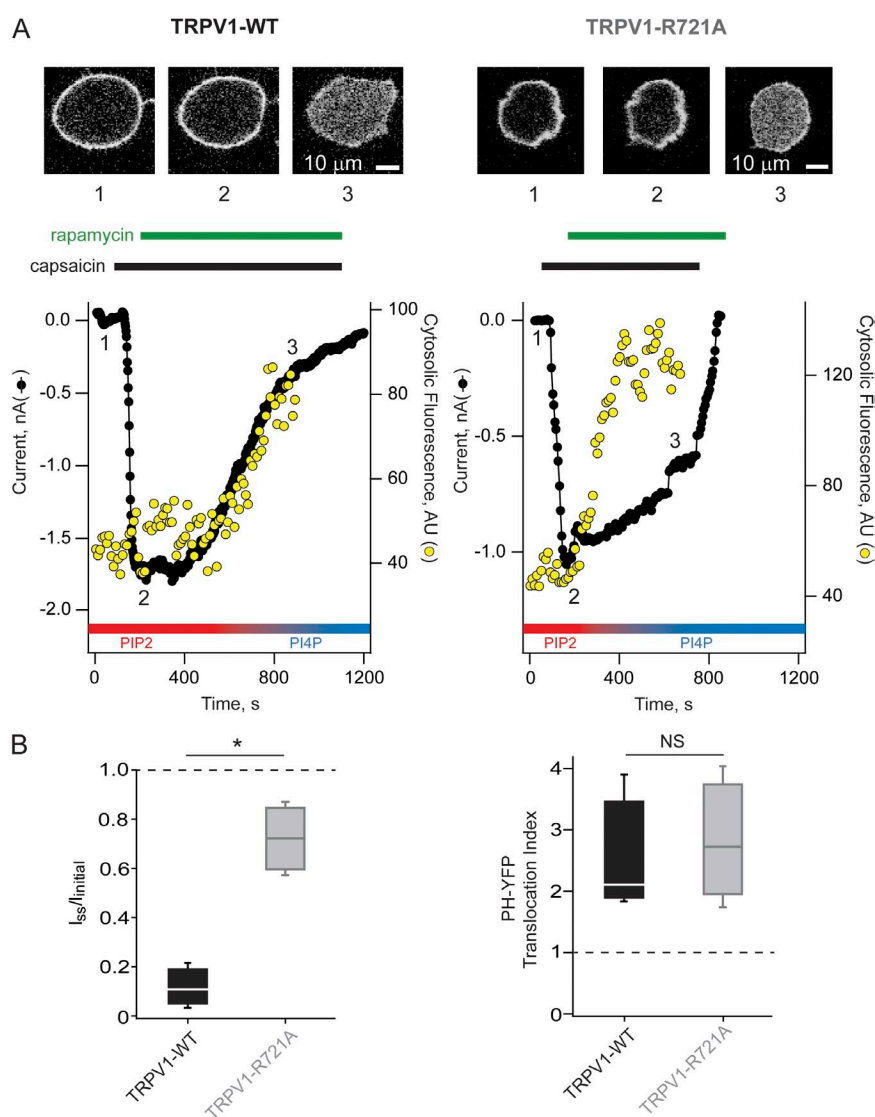 A
TRPV1-WT
TRPV1-R721A
10 μm
10 μm
1 2 3
1 2 3
rapamycin
capsaicin
0.0
-0.5
-1.0
-1.5
-2.0
Current, nA(-●-)
1
2
3
100
80
60
40
Cytosolic Fluorescence, AU (●)
PIP2 PI4P
0 400 800 1200
Time, s
0.0
-0.5
-1.0
Current, nA(-●-)
1
2
3
120
80
40
Cytosolic Fluorescence, AU (●)
PIP2 PI4P
0 400 800 1200
Time, s
B
*
1.0
0.8
0.6
0.4
0.2
0
Iss/Iinitial
TRPV1-WT
TRPV1-R721A
NS
4
3
2
1
0
PH-YFP
Translocation Index
TRPV1-WT
TRPV1-R721A